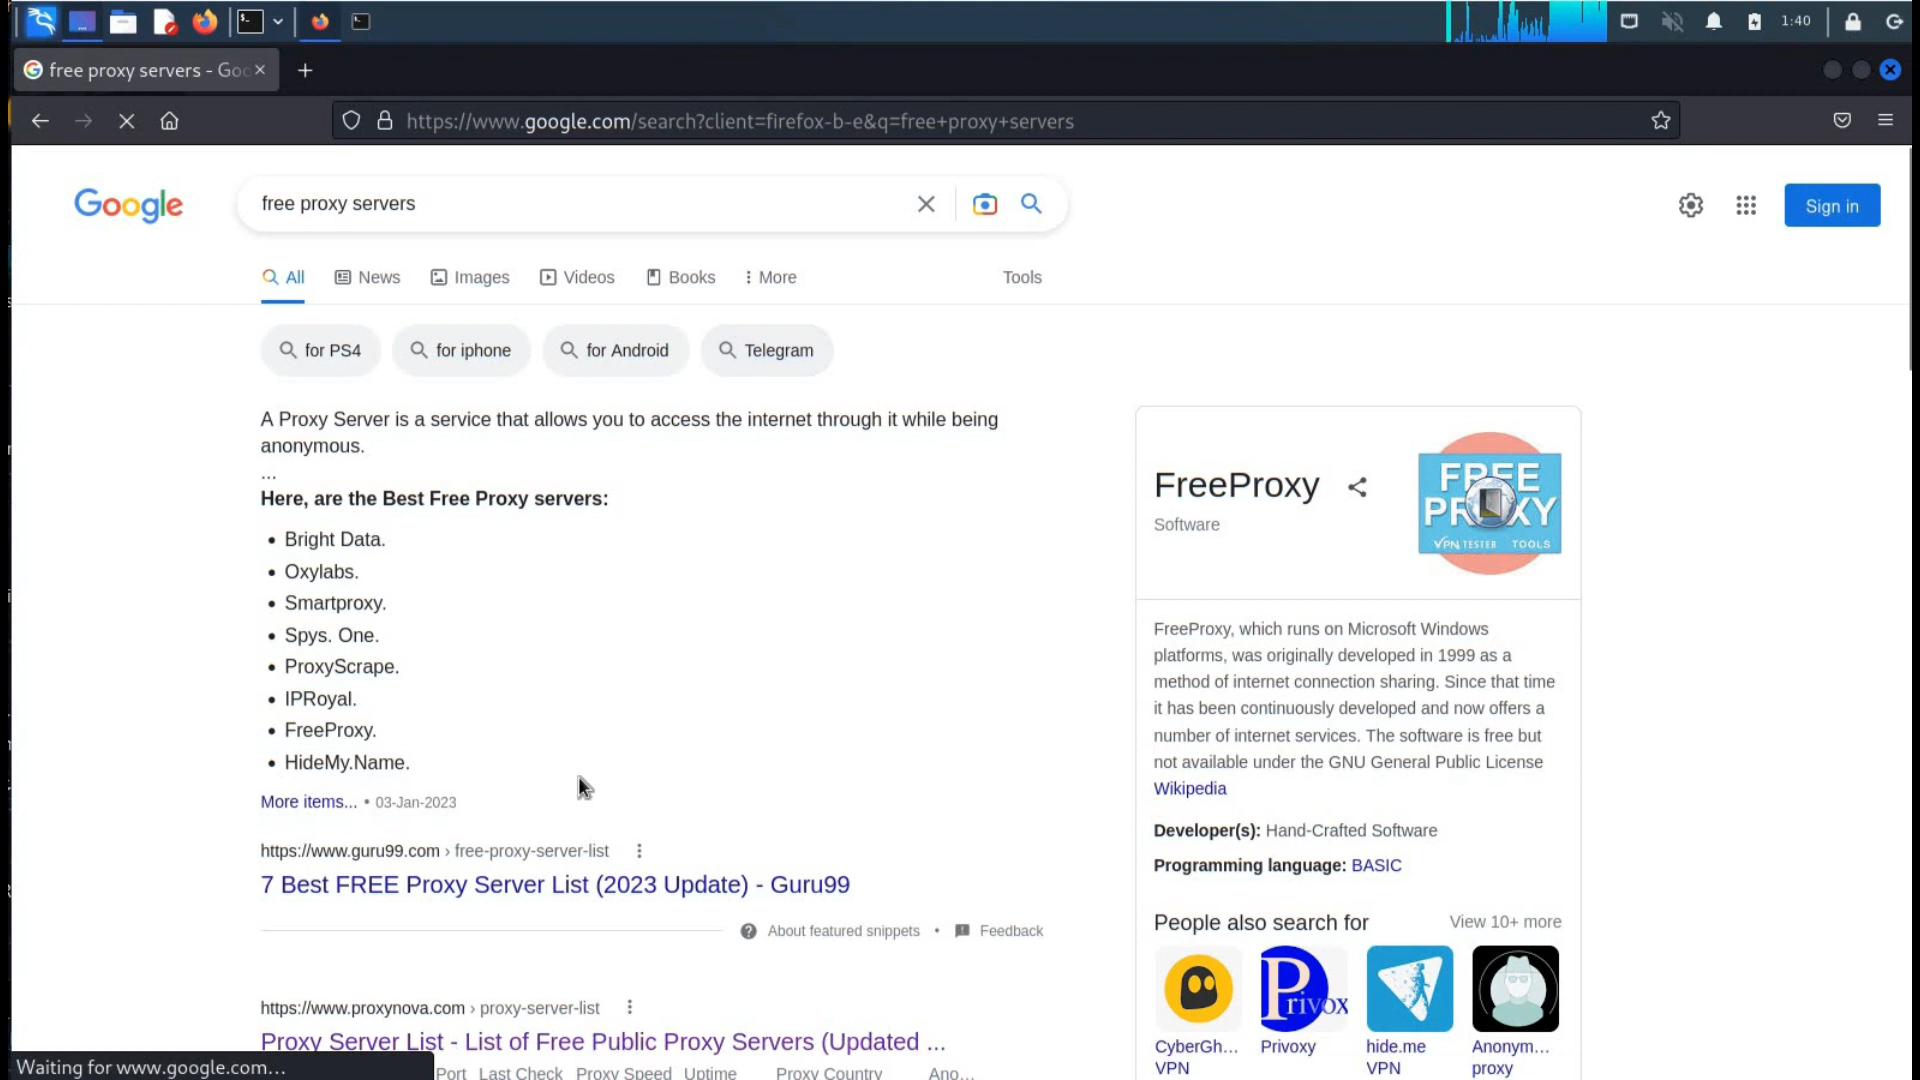 1:40
free proxy servers - Goo
https://www.google.com/search?client=firefox-b-e&q=free+proxy+servers
Google
free proxy servers
Sign in
All
News
Images
Videos
Books
More
Tools
for PS4
for iphone
for Android
Telegram
A Proxy Server is a service that allows you to access the internet through it while being
anonymous.
...
Here, are the Best Free Proxy servers:
Bright Data.
Oxylabs.
Smartproxy.
Spys. One.
ProxyScrape.
IPRoyal.
FreeProxy.
HideMy.Name.
More items... • 03-Jan-2023
https://www.guru99.com › free-proxy-server-list
7 Best FREE Proxy Server List (2023 Update) - Guru99
About featured snippets • Feedback
https://www.proxynova.com › proxy-server-list
Proxy Server List - List of Free Public Proxy Servers (Updated ...
Port Last Check Proxy Speed Uptime Proxy Country Ano...
Waiting for www.google.com...
FreeProxy
Software
FREE
PROXY
VPN TESTER TOOLS
FreeProxy, which runs on Microsoft Windows
platforms, was originally developed in 1999 as a
method of internet connection sharing. Since that time
it has been continuously developed and now offers a
number of internet services. The software is free but
not available under the GNU General Public License
Wikipedia
Developer(s): Hand-Crafted Software
Programming language: BASIC
People also search for
View 10+ more
Privox
CyberGh...
VPN
Privoxy
hide.me
VPN
Anonym...
proxy